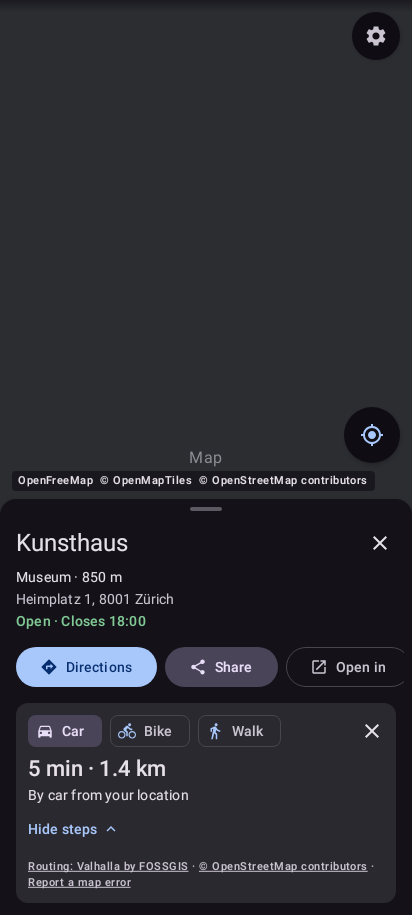 Map
OpenFreeMap © OpenMapTiles © OpenStreetMap contributors
Kunsthaus
Museum · 850 m
Heimplatz 1, 8001 Zürich
Open · Closes 18:00
Directions Share Open in
Car Bike Walk
5 min · 1.4 km
By car from your location
Hide steps
Routing: Valhalla by FOSSGIS · © OpenStreetMap contributors ·
Report a map error